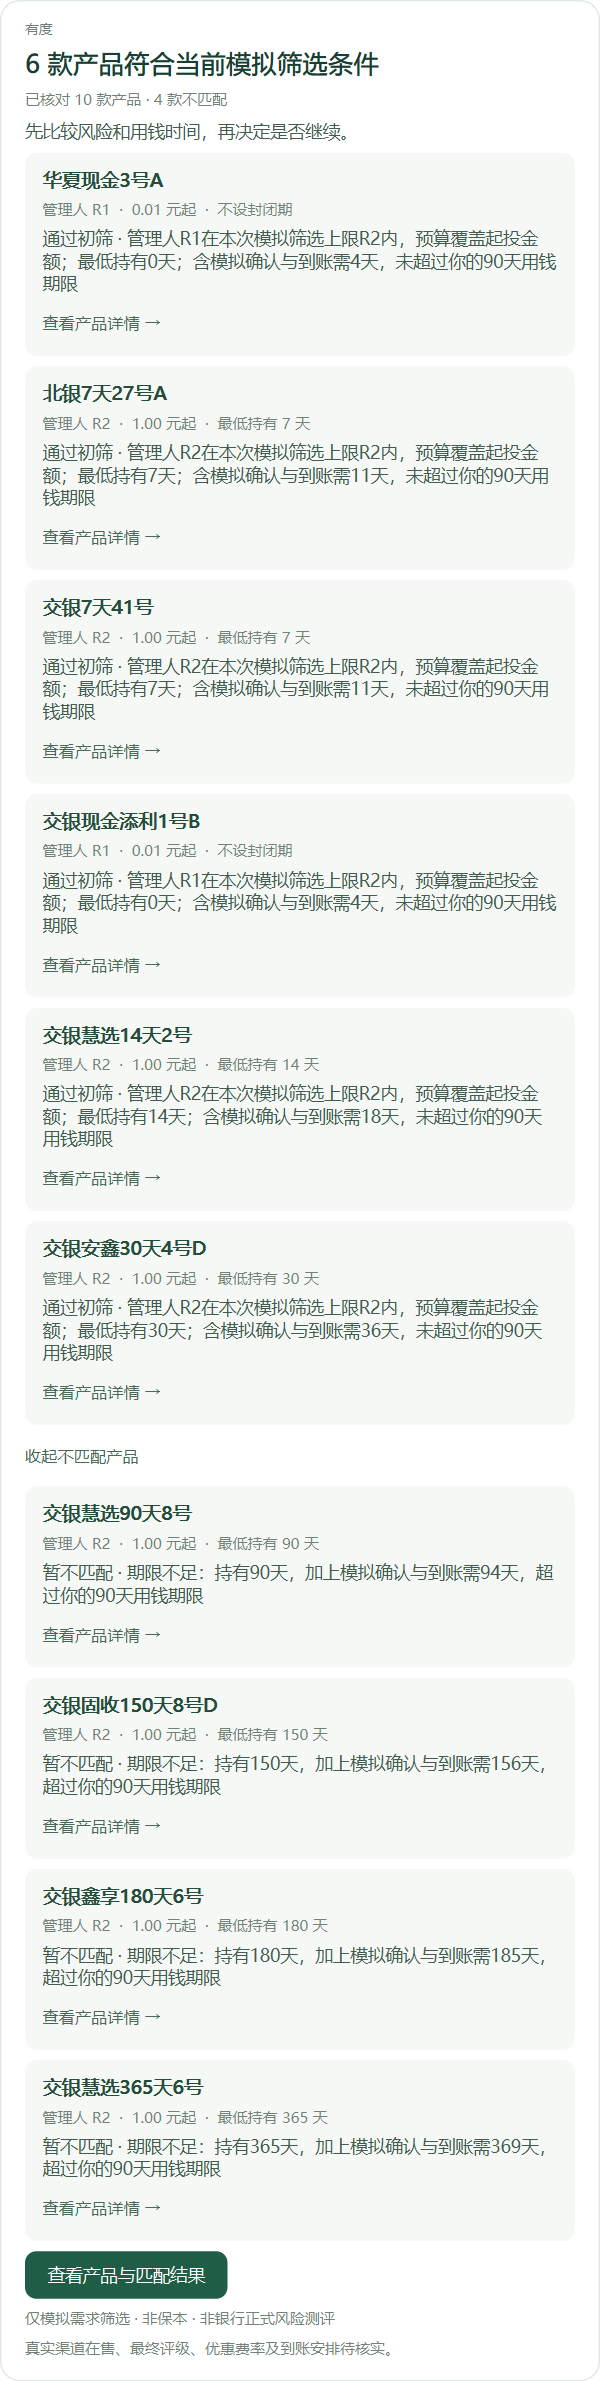 有度
6 款产品符合当前模拟筛选条件
已核对 10 款产品 · 4 款不匹配
先比较风险和用钱时间，再决定是否继续。
华夏现金3号A
管理人 R1 · 0.01 元起 · 不设封闭期
通过初筛 · 管理人R1在本次模拟筛选上限R2内，预算覆盖起投金
额；最低持有0天；含模拟确认与到账需4天，未超过你的90天用钱
期限
查看产品详情 →
北银7天27号A
管理人 R2 · 1.00 元起 · 最低持有 7 天
通过初筛 · 管理人R2在本次模拟筛选上限R2内，预算覆盖起投金
额；最低持有7天；含模拟确认与到账需11天，未超过你的90天用
钱期限
查看产品详情 →
交银7天41号
管理人 R2 · 1.00 元起 · 最低持有 7 天
通过初筛 · 管理人R2在本次模拟筛选上限R2内，预算覆盖起投金
额；最低持有7天；含模拟确认与到账需11天，未超过你的90天用
钱期限
查看产品详情 →
交银现金添利1号B
管理人 R1 · 0.01 元起 · 不设封闭期
通过初筛 · 管理人R1在本次模拟筛选上限R2内，预算覆盖起投金
额；最低持有0天；含模拟确认与到账需4天，未超过你的90天用钱
期限
查看产品详情 →
交银慧选14天2号
管理人 R2 · 1.00 元起 · 最低持有 14 天
通过初筛 · 管理人R2在本次模拟筛选上限R2内，预算覆盖起投金
额；最低持有14天；含模拟确认与到账需18天，未超过你的90天
用钱期限
查看产品详情 →
交银安鑫30天4号D
管理人 R2 · 1.00 元起 · 最低持有 30 天
通过初筛 · 管理人R2在本次模拟筛选上限R2内，预算覆盖起投金
额；最低持有30天；含模拟确认与到账需36天，未超过你的90天
用钱期限
查看产品详情 →
收起不匹配产品
交银慧选90天8号
管理人 R2 · 1.00 元起 · 最低持有 90 天
暂不匹配 · 期限不足：持有90天，加上模拟确认与到账需94天，超
过你的90天用钱期限
查看产品详情 →
交银固收150天8号D
管理人 R2 · 1.00 元起 · 最低持有 150 天
暂不匹配 · 期限不足：持有150天，加上模拟确认与到账需156天，
超过你的90天用钱期限
查看产品详情 →
交银鑫享180天6号
管理人 R2 · 1.00 元起 · 最低持有 180 天
暂不匹配 · 期限不足：持有180天，加上模拟确认与到账需185天，
超过你的90天用钱期限
查看产品详情 →
交银慧选365天6号
管理人 R2 · 1.00 元起 · 最低持有 365 天
暂不匹配 · 期限不足：持有365天，加上模拟确认与到账需369天，
超过你的90天用钱期限
查看产品详情 →
查看产品与匹配结果
仅模拟需求筛选 · 非保本 · 非银行正式风险测评
真实渠道在售、最终评级、优惠费率及到账安排待核实。